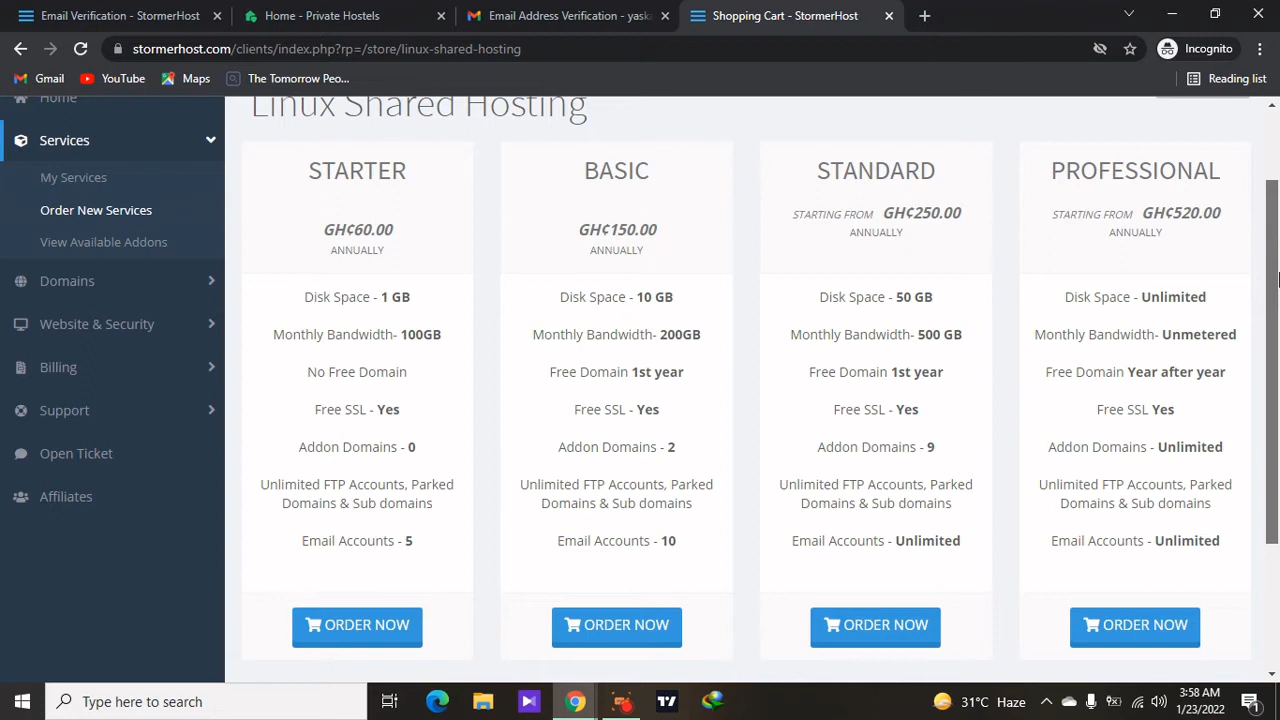 Email Verification - StormerHost
Home - Private Hostels
Email Address Verification - yaska
Shopping Cart - StormerHost
stormerhost.com/clients/index.php?rp=/store/linux-shared-hosting
Incognito
Gmail
YouTube
Maps
The Tomorrow Peo...
Reading list
Home
Services
My Services
Order New Services
View Available Addons
Domains
Website & Security
Billing
Support
Open Ticket
Affiliates
Linux Shared Hosting
STARTER
GH¢60.00
ANNUALLY
Disk Space - 1 GB
Monthly Bandwidth- 100GB
No Free Domain
Free SSL - Yes
Addon Domains - 0
Unlimited FTP Accounts, Parked
Domains & Sub domains
Email Accounts - 5
ORDER NOW
BASIC
GH¢150.00
ANNUALLY
Disk Space - 10 GB
Monthly Bandwidth- 200GB
Free Domain 1st year
Free SSL - Yes
Addon Domains - 2
Unlimited FTP Accounts, Parked
Domains & Sub domains
Email Accounts - 10
ORDER NOW
STANDARD
STARTING FROM GH¢250.00
ANNUALLY
Disk Space - 50 GB
Monthly Bandwidth- 500 GB
Free Domain 1st year
Free SSL - Yes
Addon Domains - 9
Unlimited FTP Accounts, Parked
Domains & Sub domains
Email Accounts - Unlimited
ORDER NOW
PROFESSIONAL
STARTING FROM GH¢520.00
ANNUALLY
Disk Space - Unlimited
Monthly Bandwidth- Unmetered
Free Domain Year after year
Free SSL Yes
Addon Domains - Unlimited
Unlimited FTP Accounts, Parked
Domains & Sub domains
Email Accounts - Unlimited
ORDER NOW
Type here to search
31°C Haze
3:58 AM
1/23/2022
1